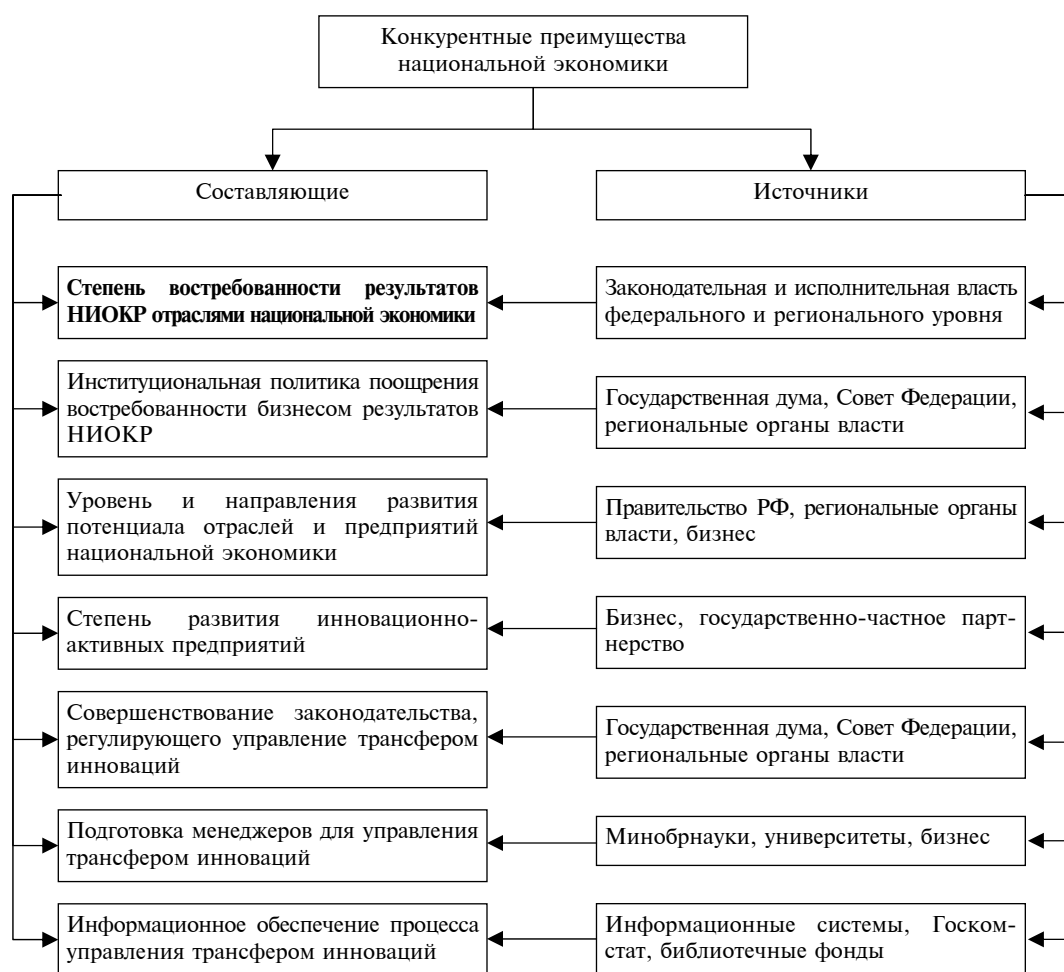 Конкурентные преимущества
национальной экономики
Составляющие
Источники
Степень востребованности результатов
НИОКР отраслями национальной экономики
Законодательная и исполнительная власть
федерального и регионального уровня
Институциональная политика поощрения
востребованности бизнесом результатов
НИОКР
Государственная дума, Совет Федерации,
региональные органы власти
Уровень и направления развития
потенциала отраслей и предприятий
национальной экономики
Правительство РФ, региональные органы
власти, бизнес
Степень развития инновационно-
активных предприятий
Бизнес, государственно-частное парт-
нерство
Совершенствование законодательства,
регулирующего управление трансфером
инноваций
Государственная дума, Совет Федерации,
региональные органы власти
Подготовка менеджеров для управления
трансфером инноваций
Минобрнауки, университеты, бизнес
Информационное обеспечение процесса
управления трансфером инноваций
Информационные системы, Госком-
стат, библиотечные фонды